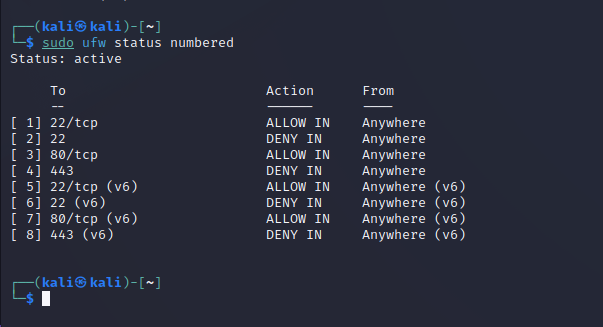 ┌──(kali㉿kali)-[~]
└─$ sudo ufw status numbered
Status: active
To Action From
-- ------ ----
[ 1] 22/tcp ALLOW IN Anywhere
[ 2] 22 DENY IN Anywhere
[ 3] 80/tcp ALLOW IN Anywhere
[ 4] 443 DENY IN Anywhere
[ 5] 22/tcp (v6) ALLOW IN Anywhere (v6)
[ 6] 22 (v6) DENY IN Anywhere (v6)
[ 7] 80/tcp (v6) ALLOW IN Anywhere (v6)
[ 8] 443 (v6) DENY IN Anywhere (v6)
┌──(kali㉿kali)-[~]
└─$